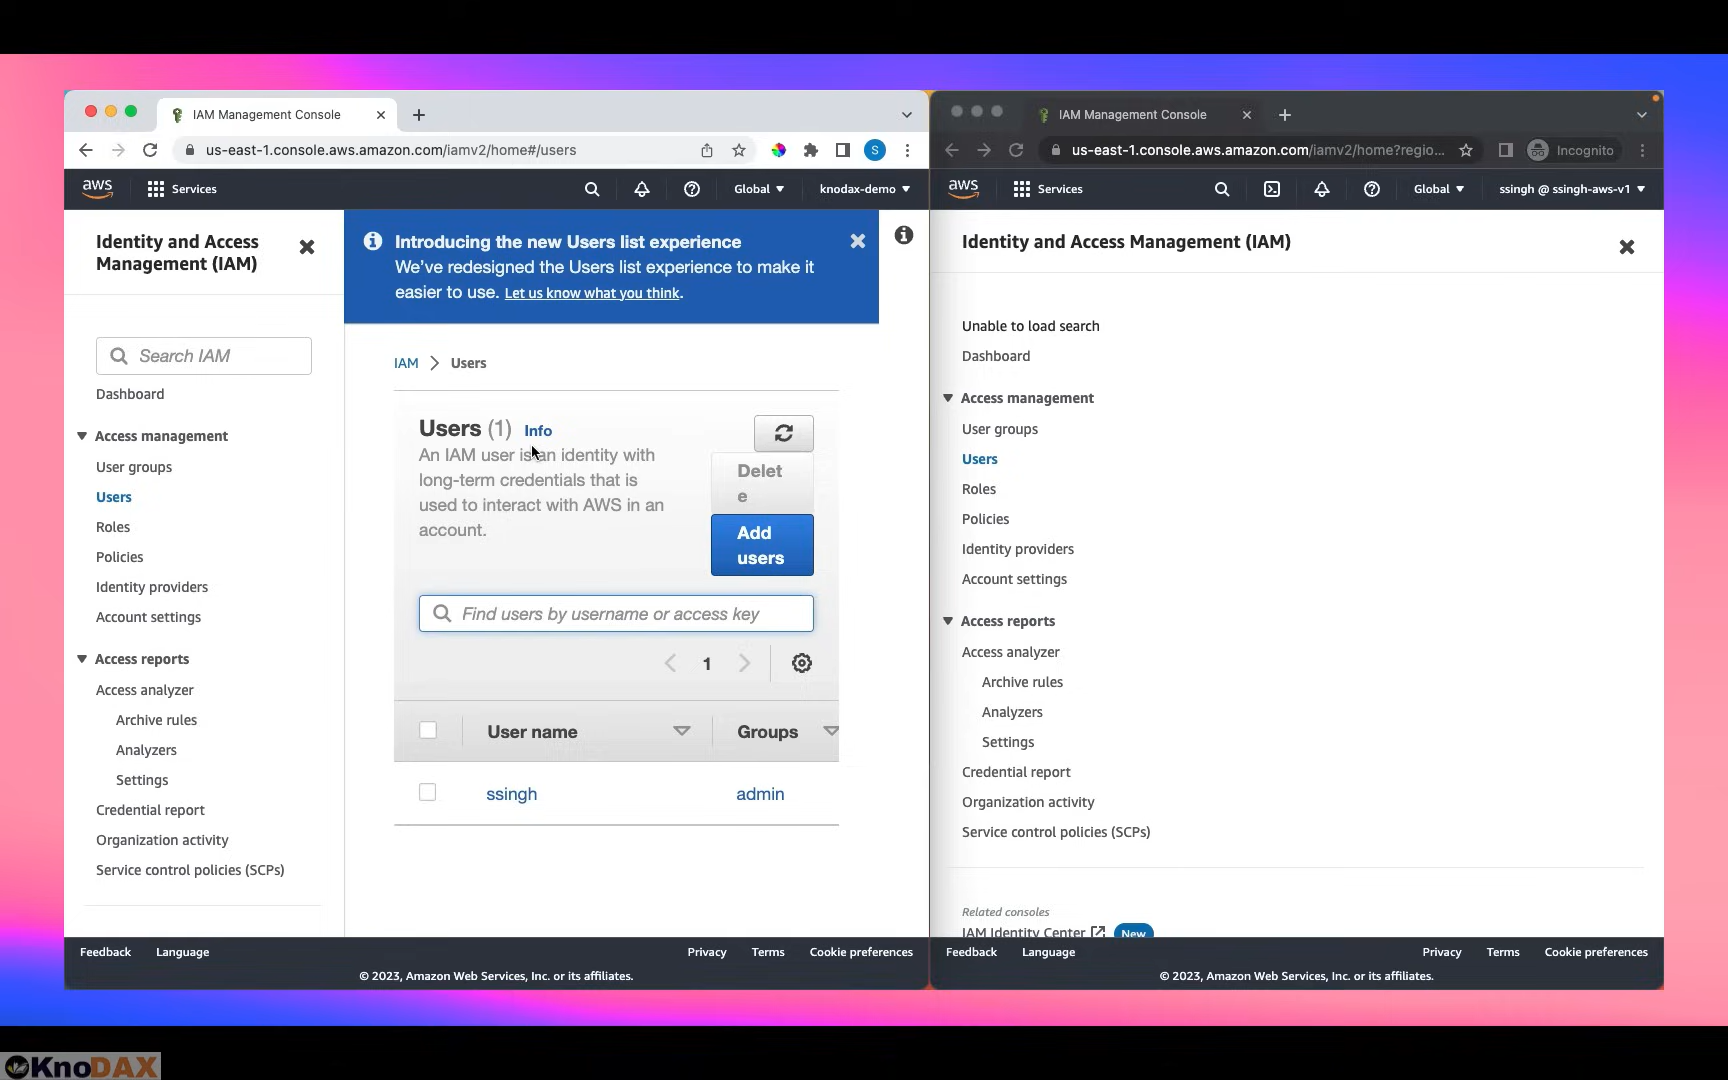 IAM Management Console
us-east-1.console.aws.amazon.com/iamv2/home#/users
S
aws
Services
Global
knodax-demo
Identity and Access
Management (IAM)
Search IAM
Dashboard
Access management
User groups
Users
Roles
Policies
Identity providers
Account settings
Access reports
Access analyzer
Archive rules
Analyzers
Settings
Credential report
Organization activity
Service control policies (SCPs)
Introducing the new Users list experience
We've redesigned the Users list experience to make it
easier to use. Let us know what you think.
IAM > Users
Users (1) Info
An IAM user is an identity with
long-term credentials that is
used to interact with AWS in an
account.
Delet
e
Add
users
Find users by username or access key
1
User name
Groups
ssingh
admin
Feedback
Language
Privacy
Terms
Cookie preferences
© 2023, Amazon Web Services, Inc. or its affiliates.
IAM Management Console
us-east-1.console.aws.amazon.com/iamv2/home?regio...
Incognito
aws
Services
Global
ssingh @ ssingh-aws-v1
Identity and Access Management (IAM)
Unable to load search
Dashboard
Access management
User groups
Users
Roles
Policies
Identity providers
Account settings
Access reports
Access analyzer
Archive rules
Analyzers
Settings
Credential report
Organization activity
Service control policies (SCPs)
Related consoles
IAM Identity Center
New
Feedback
Language
Privacy
Terms
Cookie preferences
© 2023, Amazon Web Services, Inc. or its affiliates.
KnoDAX